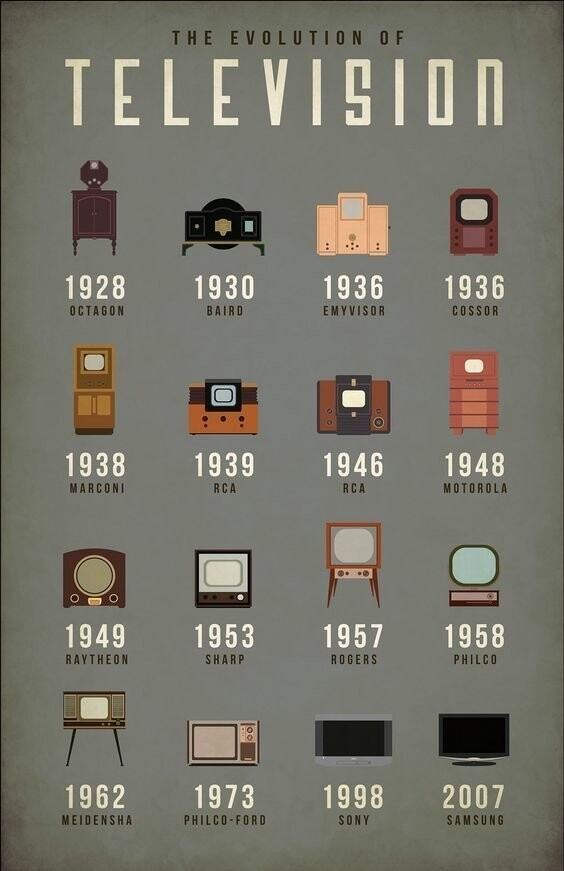 THE EVOLUTION OF
TELEVISION
1928 1930 1936 1936
OCTAGON BAIRD EMYVISOR COSSOR
1938 1939 1946 1948
MARCONI RCA RCA MOTOROLA
1949 1953 1957 1958
RAYTHEON SHARP ROGERS PHILCO
1962 1973 1998 2007
MEIDENSHA PHILCO-FORD SONY SAMSUNG